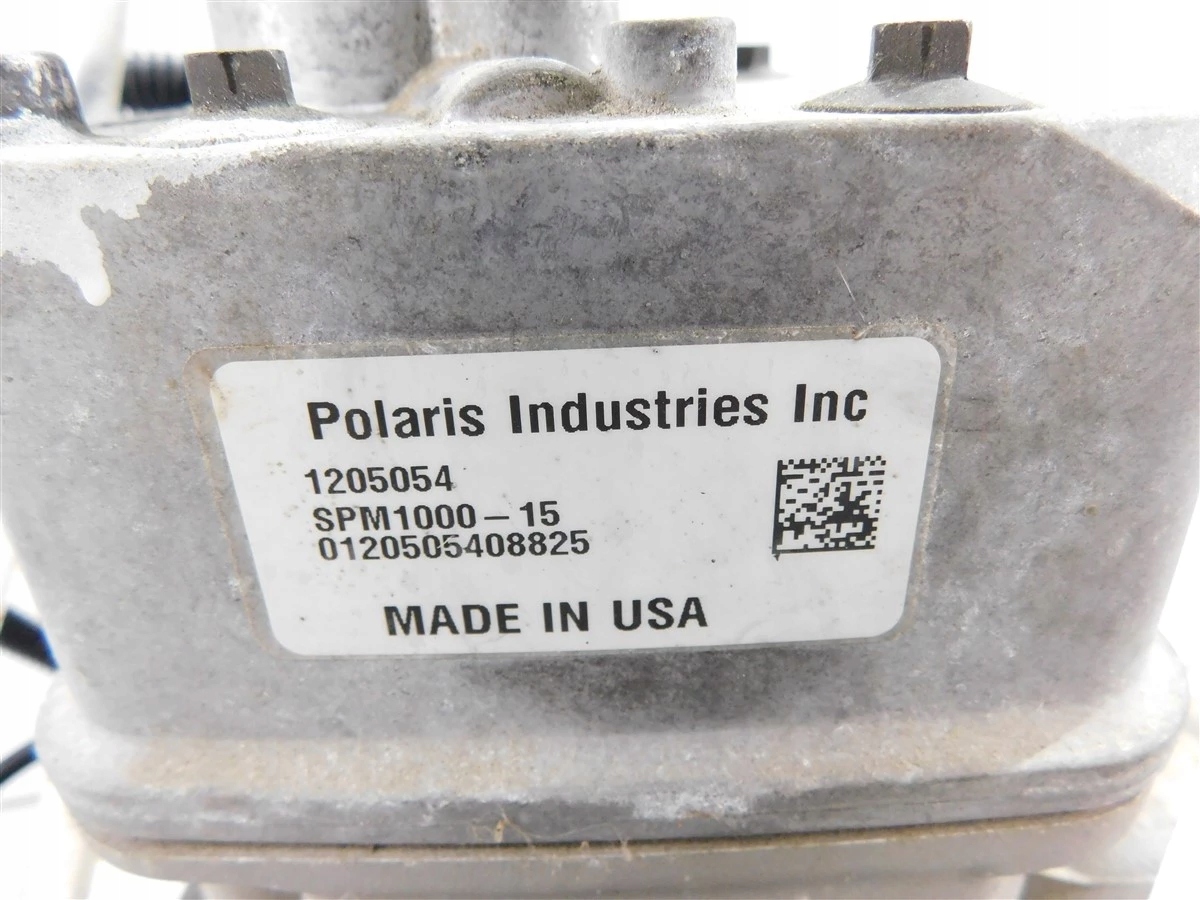 Polaris Industries Inc
1205054
SPM1000-15
0120505408825
MADE IN USA